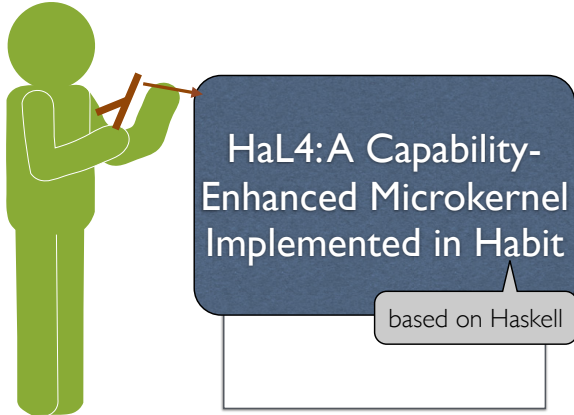 HaL4: A Capability-
Enhanced Microkernel
Implemented in Habit
based on Haskell